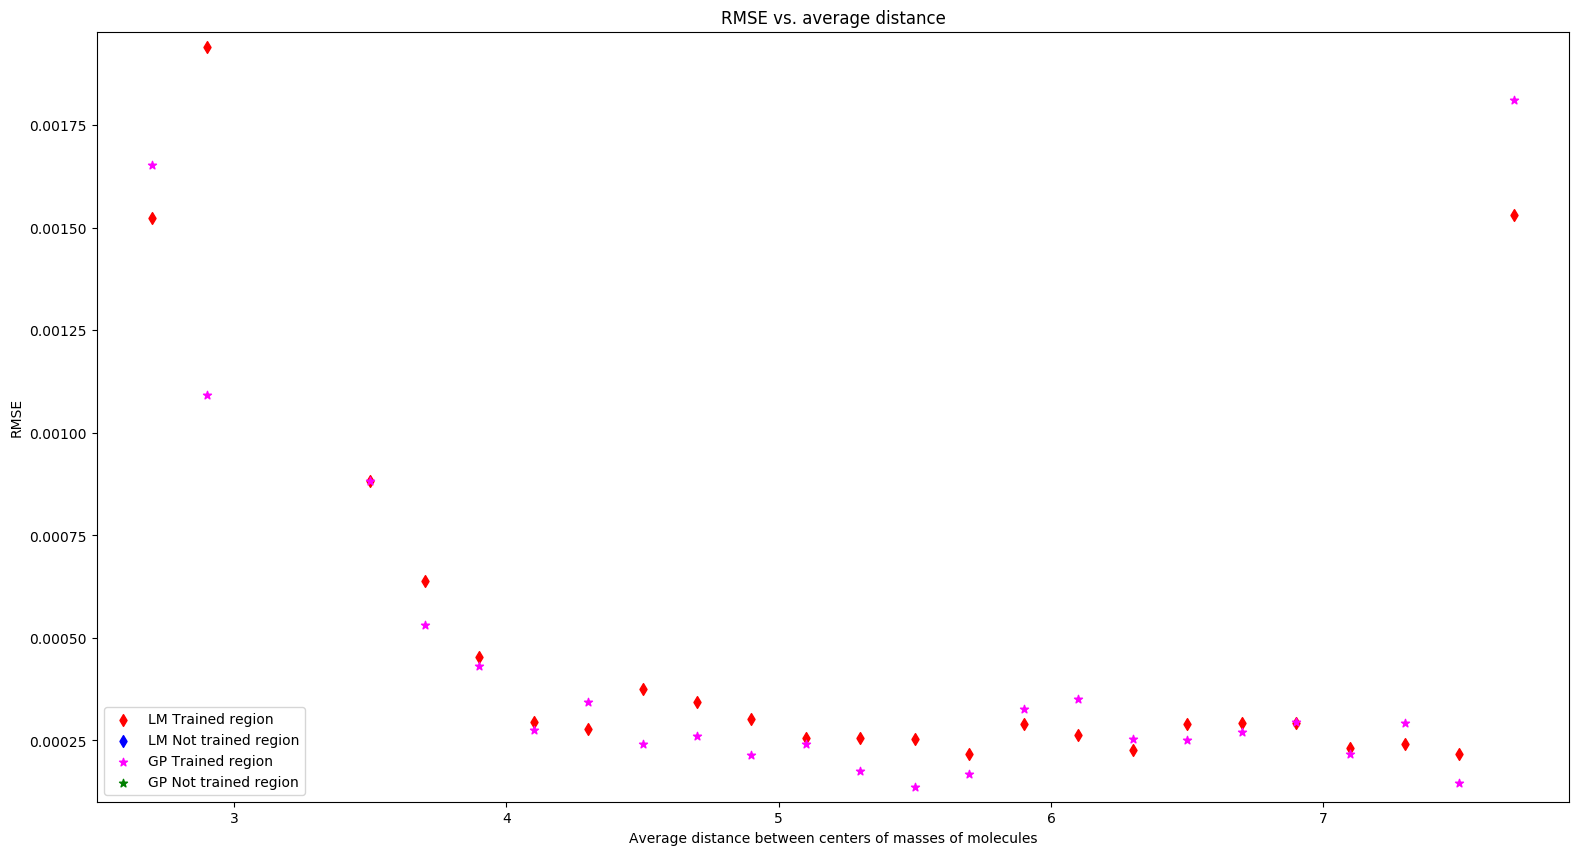 RMSE vs. average distance
RMSE
0.00175
0.00150
0.00125
0.00100
0.00075
0.00050
0.00025
LM Trained region
LM Not trained region
GP Trained region
GP Not trained region
3 4 5 6 7
Average distance between centers of masses of molecules